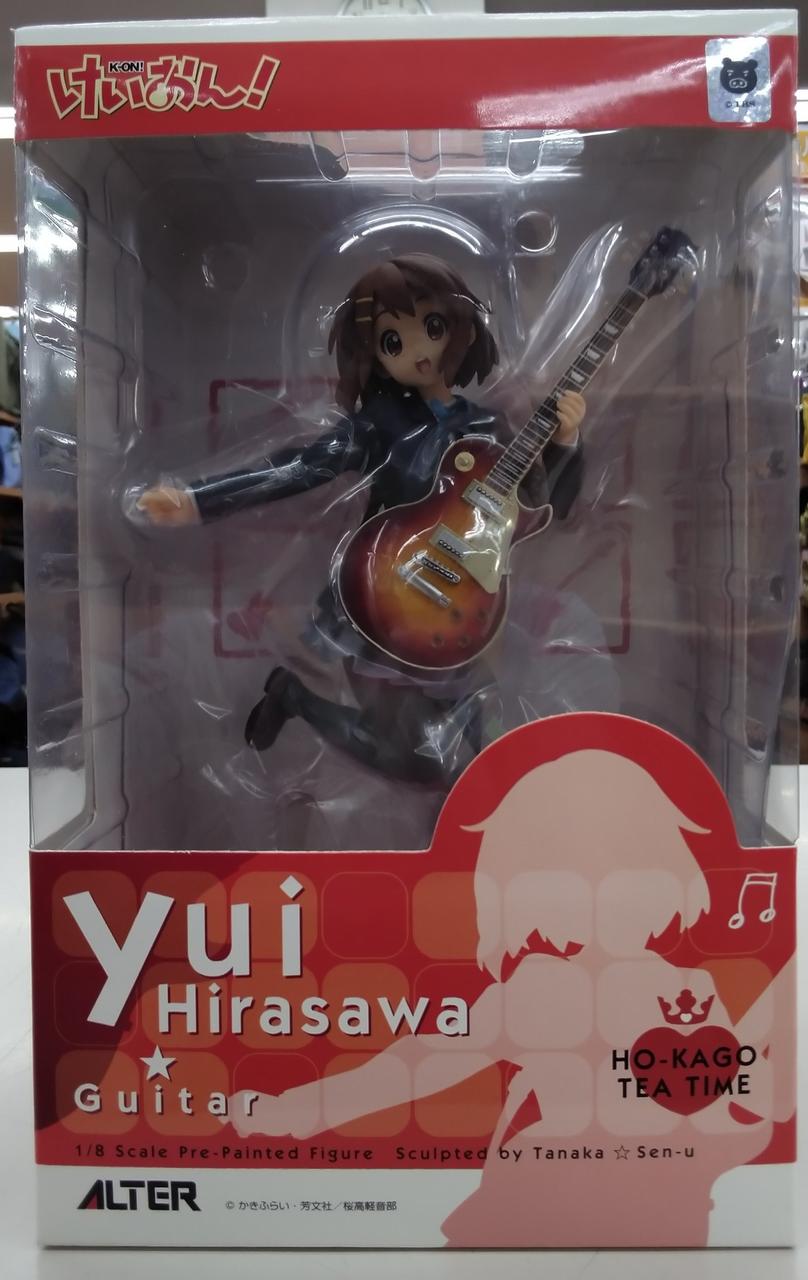 けいおん！
K-ON!
©TBS
yui
Hirasawa
★
Guitar
HO-KAGO
TEA TIME
1/8 Scale Pre-Painted Figure Sculpted by Tanaka ☆ Sen-u
ALTER
© かきふらい・芳文社／桜高軽音部